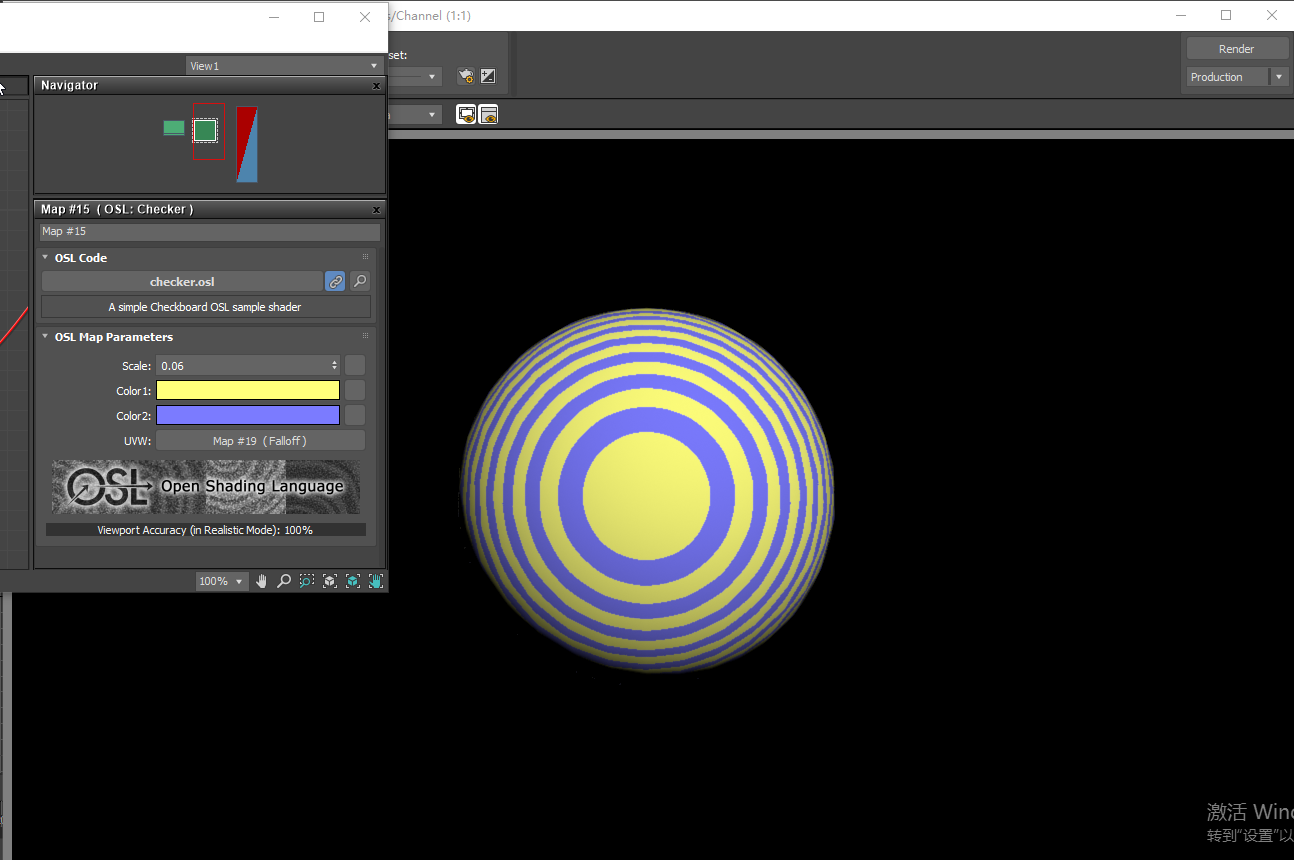 s/Channel (1:1)
set:
Render
View1
Production
Navigator
Map #15 ( OSL: Checker )
Map #15
OSL Code
checker.osl
A simple Checkboard OSL sample shader
OSL Map Parameters
Scale: 0.06
Color1:
Color2:
UVW: Map #19 ( Falloff )
OSL Open Shading Language
Viewport Accuracy (in Realistic Mode): 100%
100%
激活 Wind
转到"设置"以